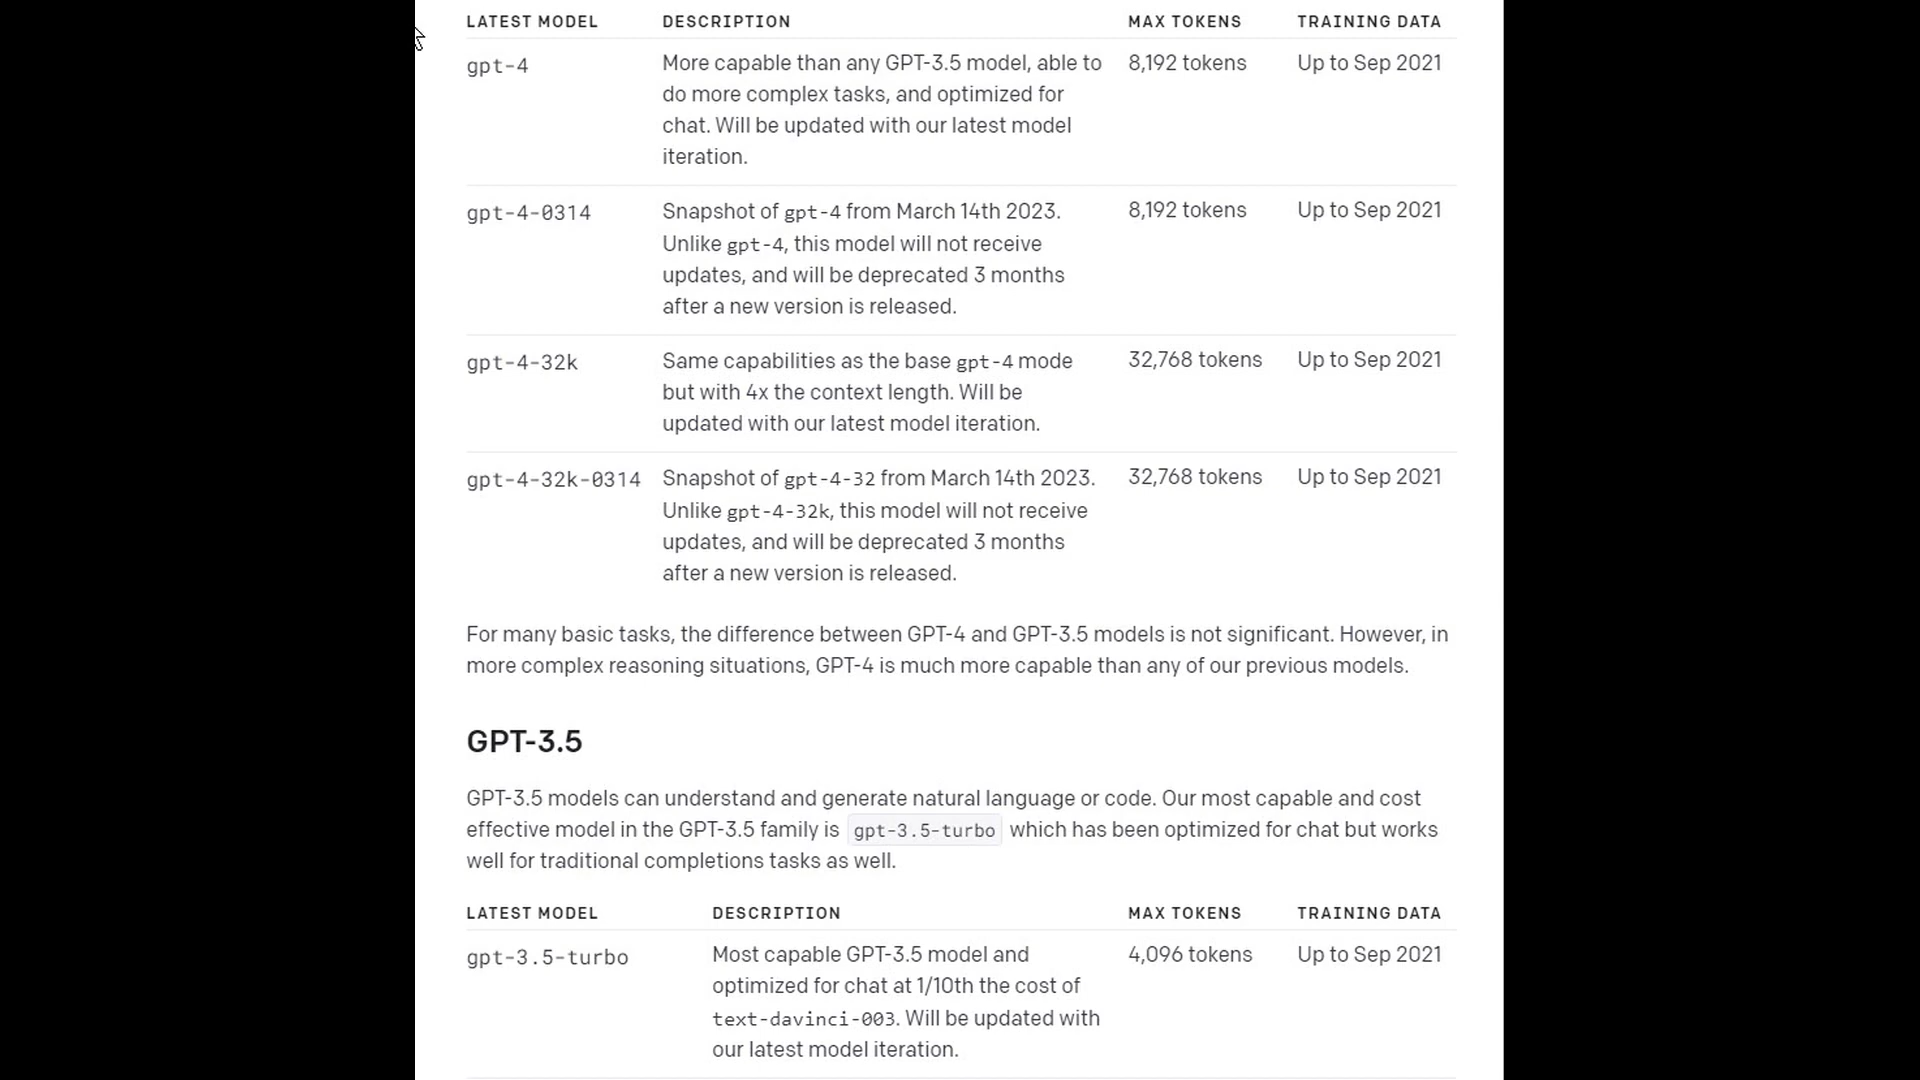 LATEST MODEL DESCRIPTION MAX TOKENS TRAINING DATA
gpt-4 More capable than any GPT-3.5 model, able to 8,192 tokens Up to Sep 2021
do more complex tasks, and optimized for
chat. Will be updated with our latest model
iteration.
gpt-4-0314 Snapshot of gpt-4 from March 14th 2023. 8,192 tokens Up to Sep 2021
Unlike gpt-4, this model will not receive
updates, and will be deprecated 3 months
after a new version is released.
gpt-4-32k Same capabilities as the base gpt-4 mode 32,768 tokens Up to Sep 2021
but with 4x the context length. Will be
updated with our latest model iteration.
gpt-4-32k-0314 Snapshot of gpt-4-32 from March 14th 2023. 32,768 tokens Up to Sep 2021
Unlike gpt-4-32k, this model will not receive
updates, and will be deprecated 3 months
after a new version is released.
For many basic tasks, the difference between GPT-4 and GPT-3.5 models is not significant. However, in
more complex reasoning situations, GPT-4 is much more capable than any of our previous models.
GPT-3.5
GPT-3.5 models can understand and generate natural language or code. Our most capable and cost
effective model in the GPT-3.5 family is gpt-3.5-turbo which has been optimized for chat but works
well for traditional completions tasks as well.
LATEST MODEL DESCRIPTION MAX TOKENS TRAINING DATA
gpt-3.5-turbo Most capable GPT-3.5 model and 4,096 tokens Up to Sep 2021
optimized for chat at 1/10th the cost of
text-davinci-003. Will be updated with
our latest model iteration.